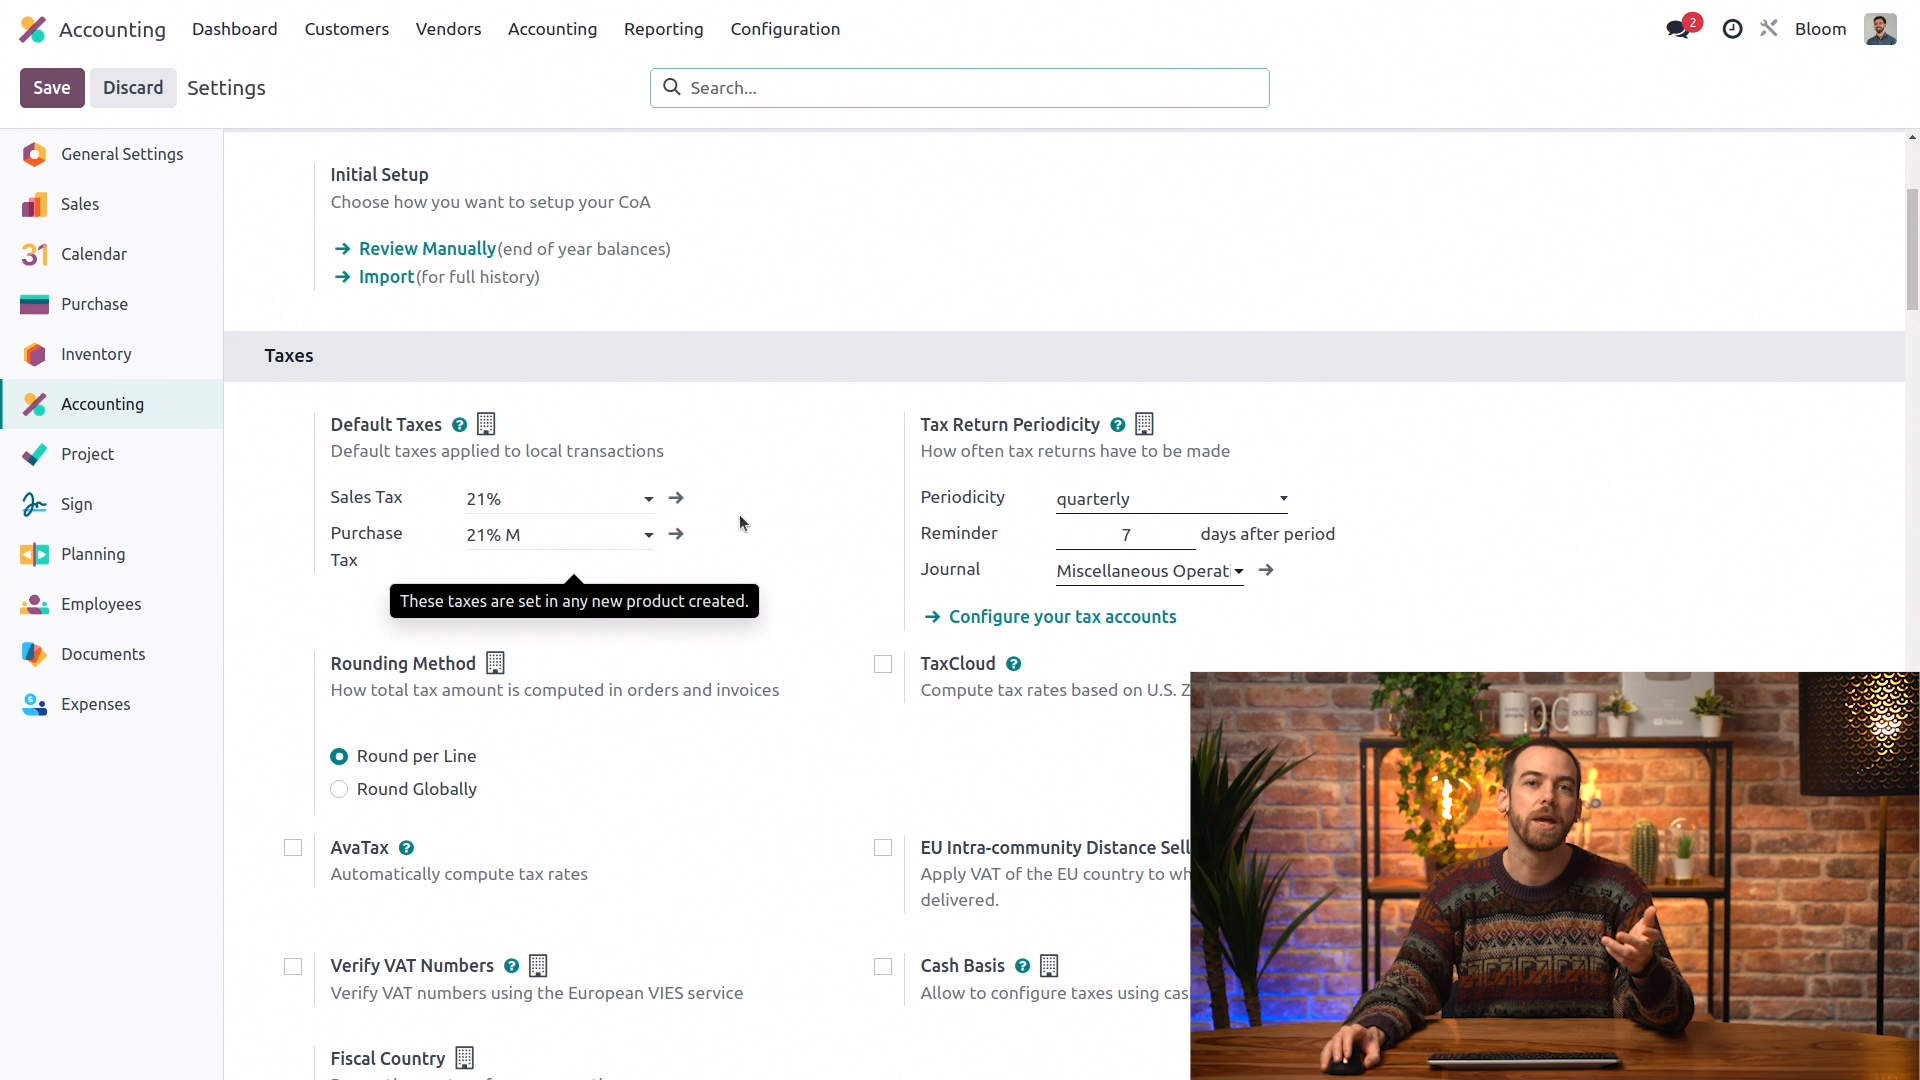 Accounting Dashboard Customers Vendors Accounting Reporting Configuration 2 Bloom
Save Discard Settings Search...
General Settings
Sales
31 Calendar
Purchase
Inventory
Accounting
Project
Sign
Planning
Employees
Documents
Expenses
Initial Setup
Choose how you want to setup your CoA
→ Review Manually (end of year balances)
→ Import (for full history)
Taxes
Default Taxes ?
Default taxes applied to local transactions
Sales Tax 21% →
Purchase Tax 21% M →
These taxes are set in any new product created.
Tax Return Periodicity ?
How often tax returns have to be made
Periodicity quarterly
Reminder 7 days after period
Journal Miscellaneous Operati →
→ Configure your tax accounts
Rounding Method
How total tax amount is computed in orders and invoices
Round per Line
Round Globally
TaxCloud ?
Compute tax rates based on U.S. Z
AvaTax ?
Automatically compute tax rates
EU Intra-community Distance Sell
Apply VAT of the EU country to wh
delivered.
Verify VAT Numbers ?
Verify VAT numbers using the European VIES service
Cash Basis ?
Allow to configure taxes using cas
Fiscal Country